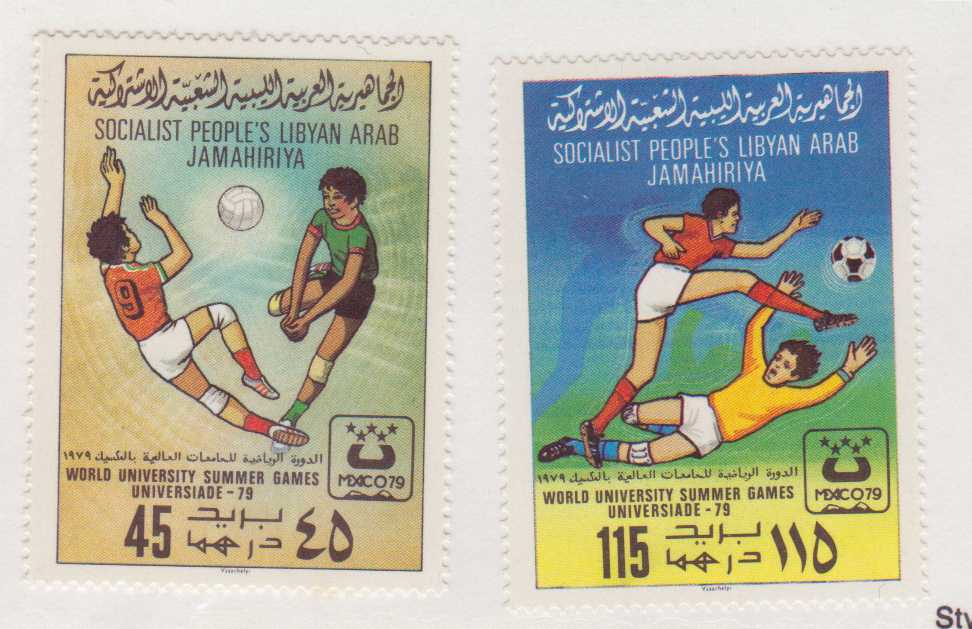 الجماهيرية العربية الليبية الشعبية الاشتراكية
SOCIALIST PEOPLE'S LIBYAN ARAB
JAMAHIRIYA
9
الدورة الرياضية للجامعات العالمية بالمكسيك ١٩٧٩
WORLD UNIVERSITY SUMMER GAMES
UNIVERSIADE - 79
MEXICO79
45 بريد ٤٥
درهما
الجماهيرية العربية الليبية الشعبية الاشتراكية
SOCIALIST PEOPLE'S LIBYAN ARAB
JAMAHIRIYA
الدورة الرياضية للجامعات العالمية بالمكسيك ١٩٧٩
WORLD UNIVERSITY SUMMER GAMES
UNIVERSIADE - 79
MEXICO79
115 بريد ١١٥
درهما